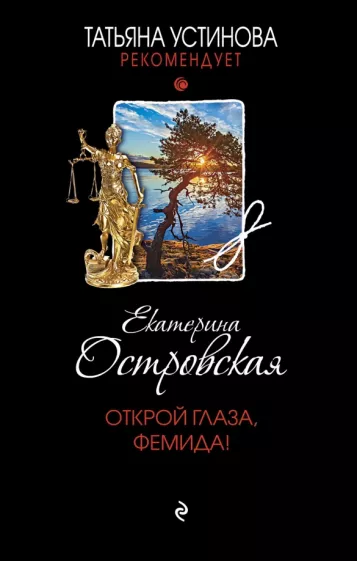 ТАТЬЯНА УСТИНОВА
РЕКОМЕНДУЕТ
Екатерина
Островская
ОТКРОЙ ГЛАЗА,
ФЕМИДА!